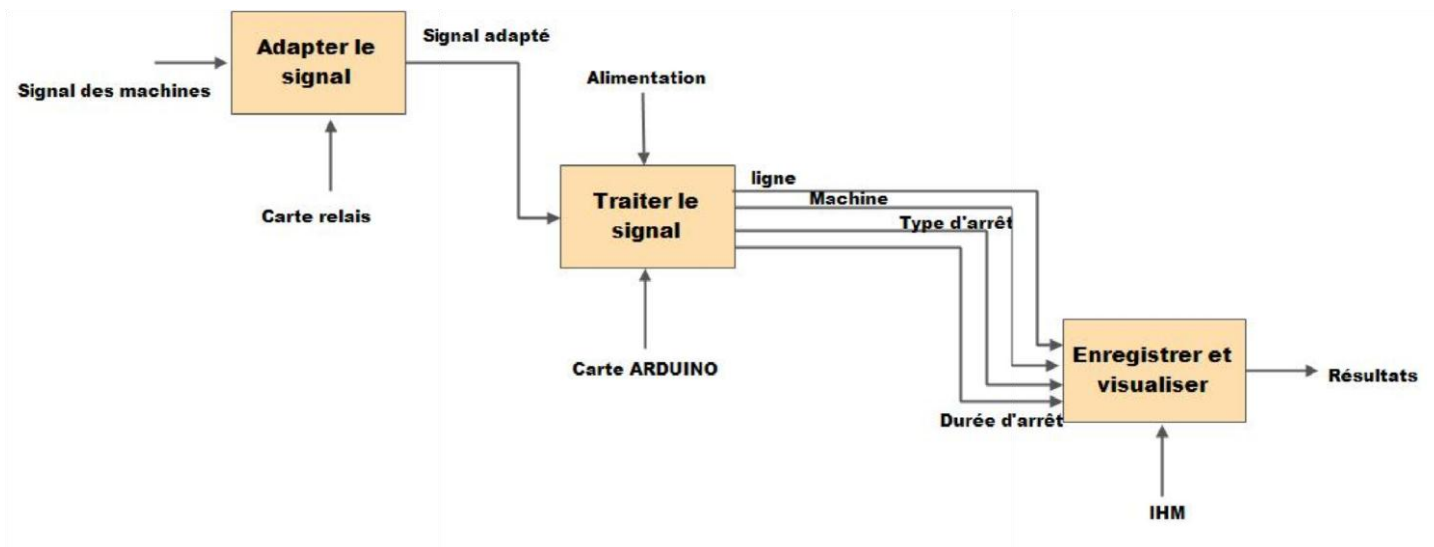 Adapter le
signal
Signal adapté
Signal des machines
Carte relais
Alimentation
Traiter le
signal
ligne
Machine
Type d'arrêt
Carte ARDUINO
Durée d'arrêt
Enregistrer et
visualiser
Résultats
IHM